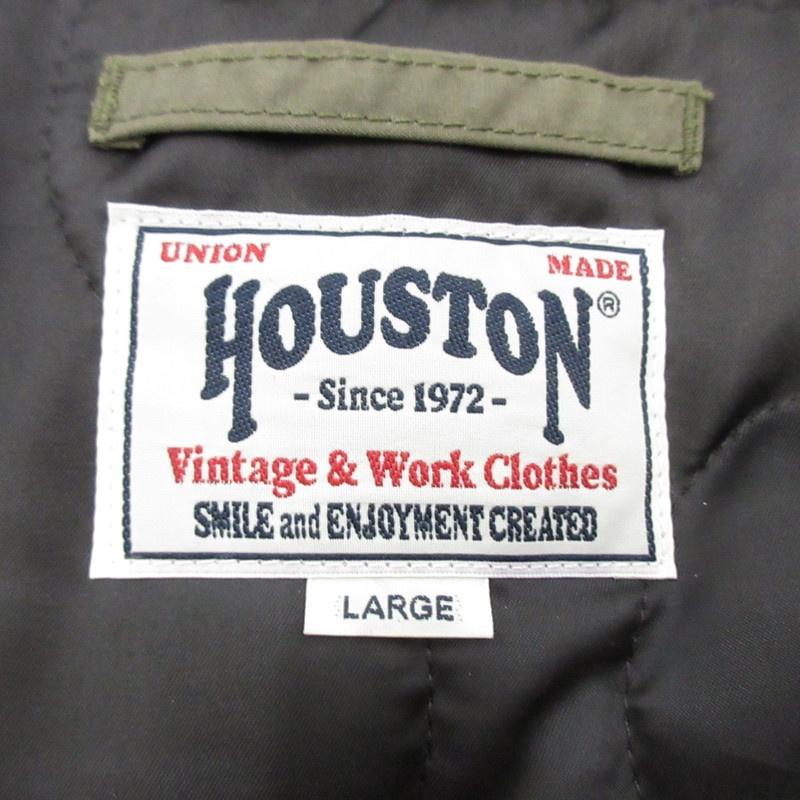 UNION MADE
HOUSTON®
- Since 1972 -
Vintage & Work Clothes
SMILE and ENJOYMENT CREATED
LARGE